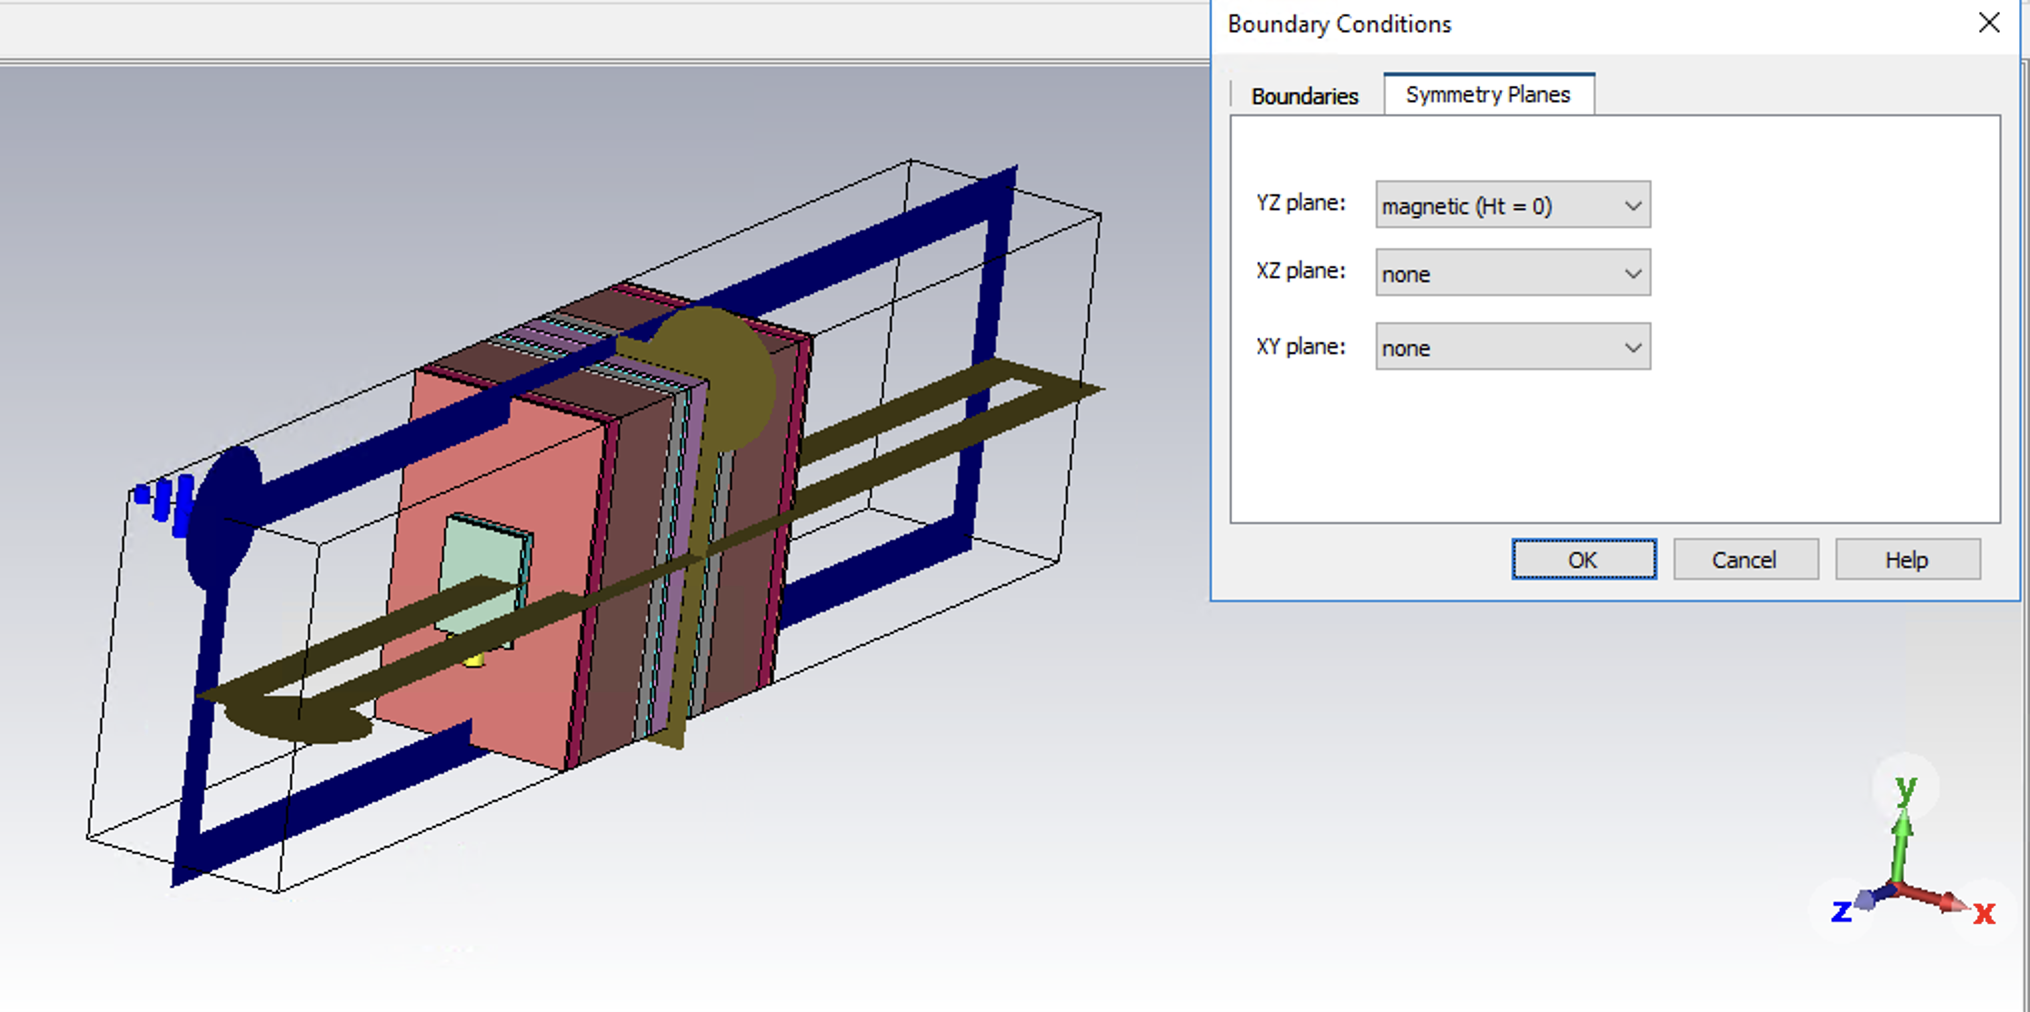 Boundary Conditions
Boundaries
Symmetry Planes
YZ plane:
magnetic (Ht = 0)
XZ plane:
none
XY plane:
none
OK
Cancel
Help
y
z
x